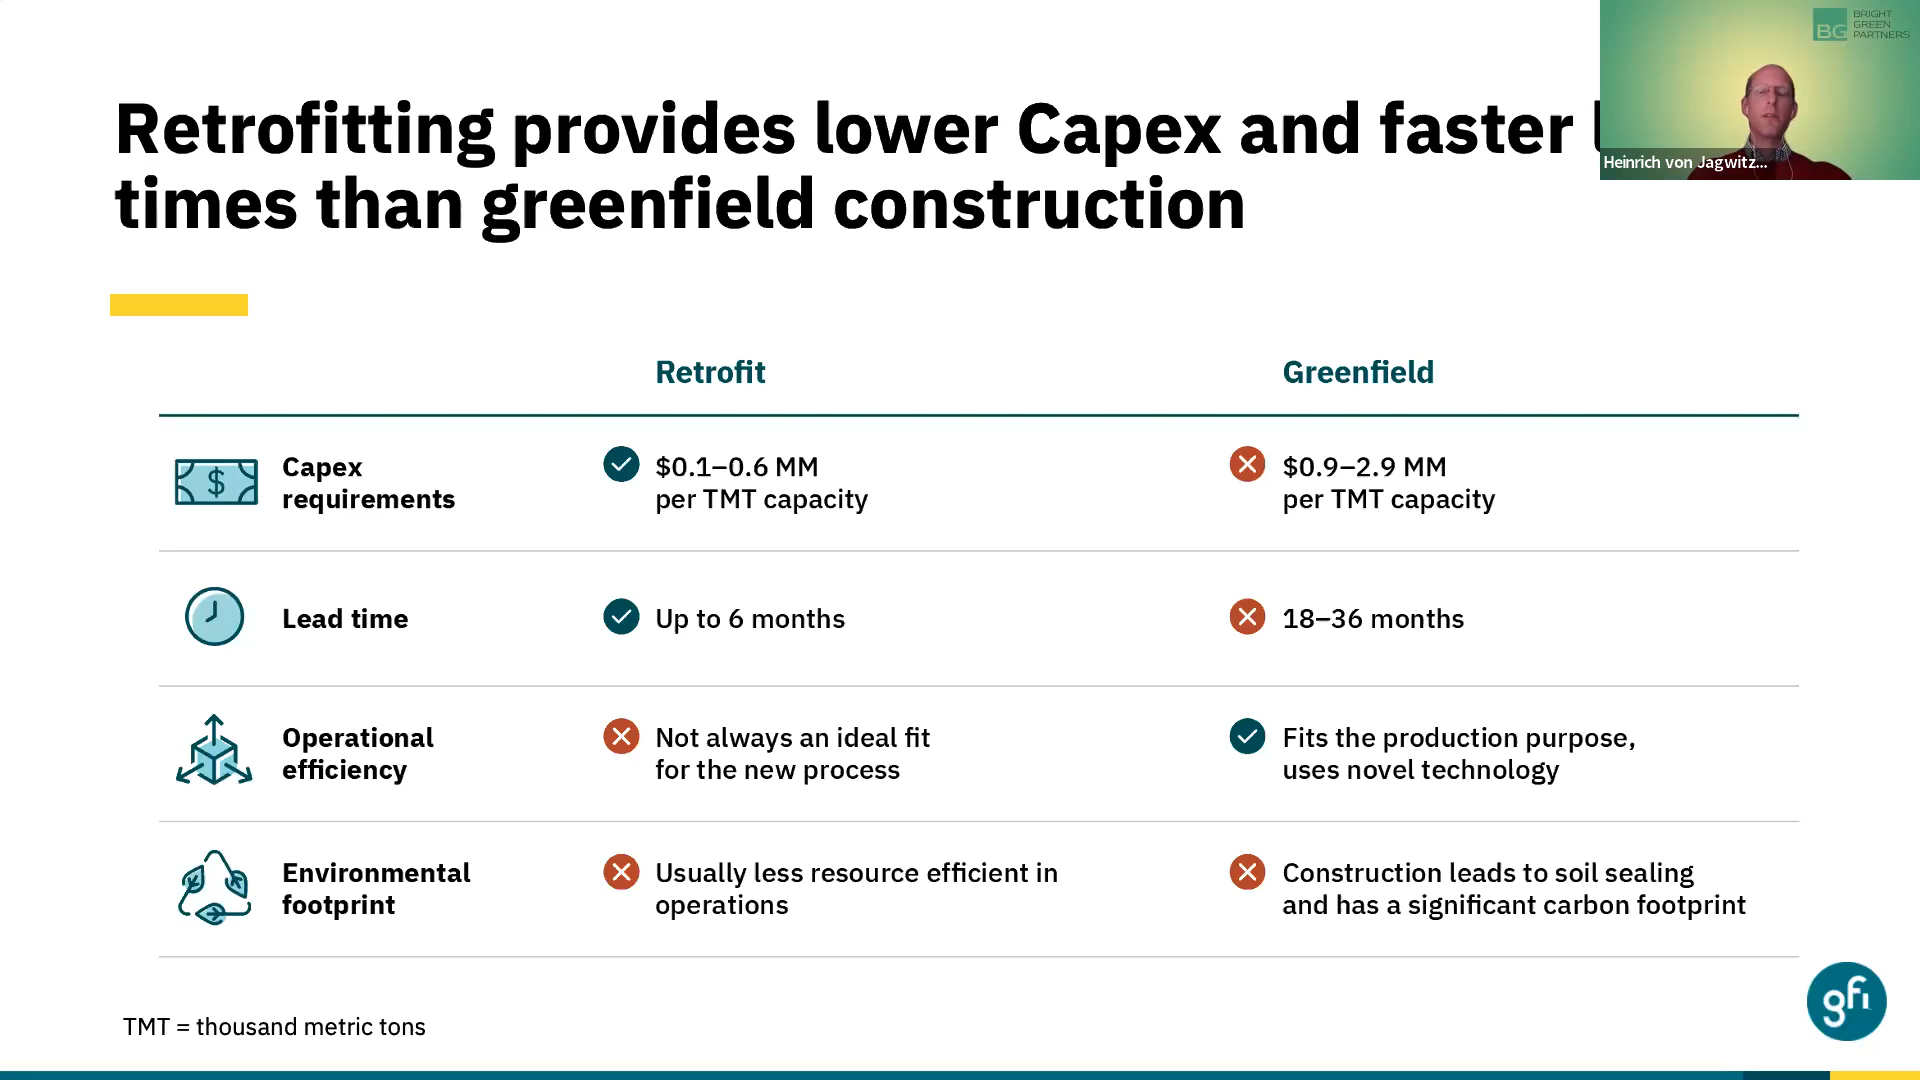 Retrofitting provides lower Capex and faster
times than greenfield construction
BG
BRIGHT
GREEN
PARTNERS
Heinrich von Jagwitz...
Retrofit
Greenfield
$
Capex
requirements
$0.1–0.6 MM
per TMT capacity
$0.9–2.9 MM
per TMT capacity
Lead time
Up to 6 months
18–36 months
Operational
efficiency
Not always an ideal fit
for the new process
Fits the production purpose,
uses novel technology
Environmental
footprint
Usually less resource efficient in
operations
Construction leads to soil sealing
and has a significant carbon footprint
TMT = thousand metric tons
gfi